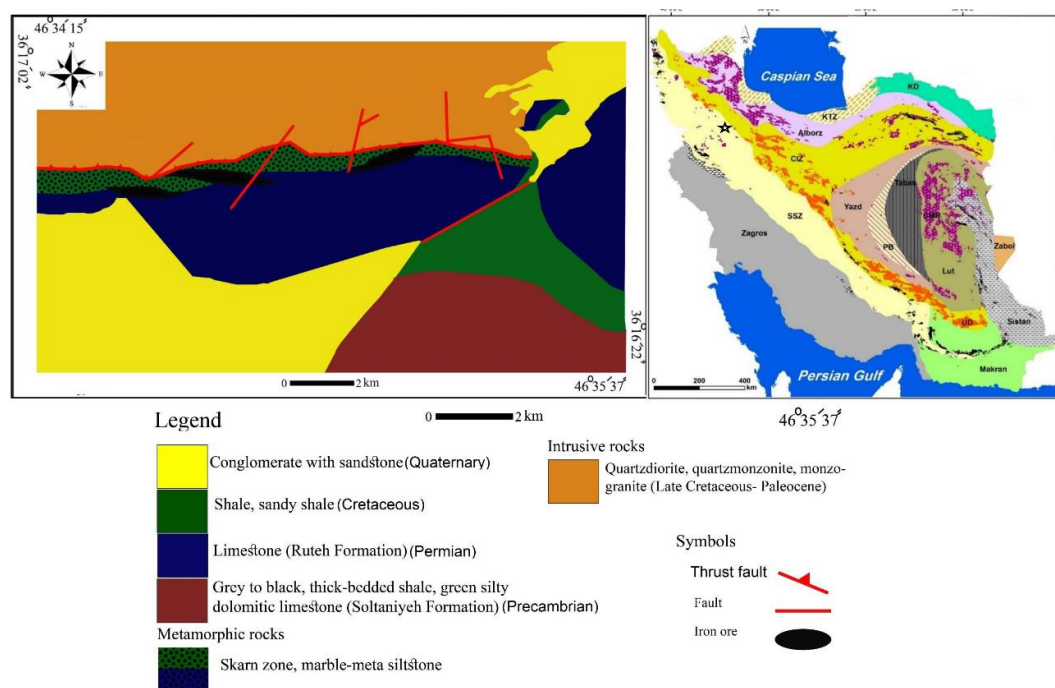 46°34′15″
36°17′02″
N
W E
S
0 2 km
36°16′22″
46°35′37″
N
Caspian Sea
KD
KTZ
Alborz
CIZ
Tabas
Yazd
SSZ
Zagros
PB
Zabol
Lut
Sistan
UD
Makran
Persian Gulf
0 200 400
km
0 2 km
46°35′37″
Legend
Conglomerate with sandstone (Quaternary)
Shale, sandy shale (Cretaceous)
Limestone (Ruteh Formation) (Permian)
Grey to black, thick-bedded shale, green silty
dolomitic limestone (Soltaniyeh Formation) (Precambrian)
Metamorphic rocks
Skarn zone, marble-meta siltstone
Intrusive rocks
Quartzdiorite, quartzmonzonite, monzo-
granite (Late Cretaceous- Paleocene)
Symbols
Thrust fault
Fault
Iron ore